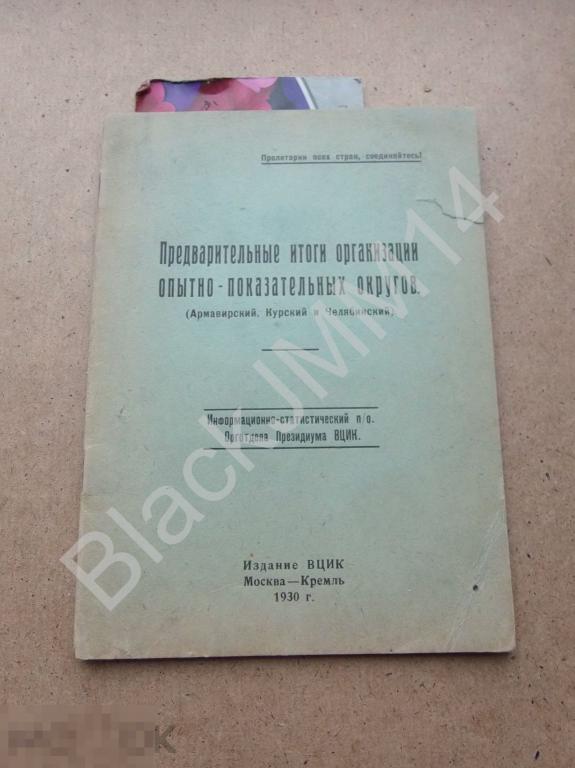 Пролетарии всех стран, соединяйтесь!
Предварительные итоги организации
опытно-показательных округов.
(Армавирский, Курский и Челябинский)
Информационно-статистический п/о.
Орготдела Президиума ВЦИК.
Издание ВЦИК
Москва—Кремль
1930 г.
BlackJMM14